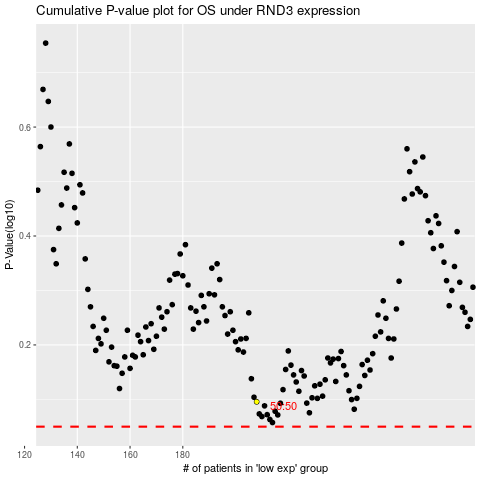 Cumulative P-value plot for OS under RND3 expression
P-Value(log10)
0.6
0.4
0.2
50.50
120
140
160
180
# of patients in 'low exp' group